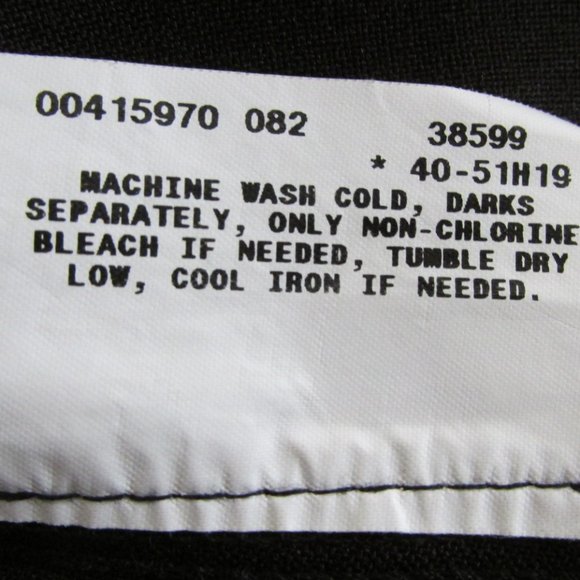 00415970 082 38599
* 40-51H19
MACHINE WASH COLD, DARKS
SEPARATELY, ONLY NON-CHLORINE
BLEACH IF NEEDED, TUMBLE DRY
LOW, COOL IRON IF NEEDED.